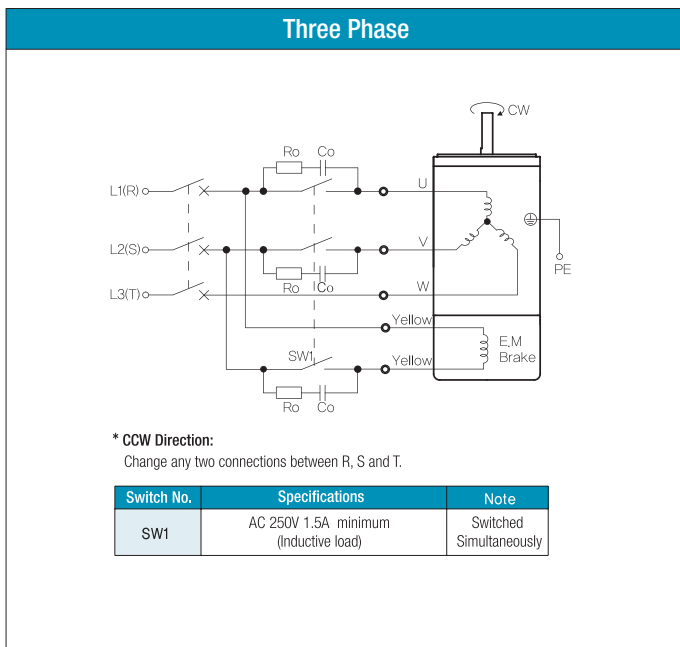 Three Phase
CW
Ro Co
L1(R)
U
L2(S)
V
PE
Ro Co
L3(T)
W
Yellow
E.M
Brake
SW1
Yellow
Ro Co
* CCW Direction:
Change any two connections between R, S and T.
Switch No. Specifications Note
SW1
AC 250V 1.5A minimum
(Inductive load)
Switched
Simultaneously